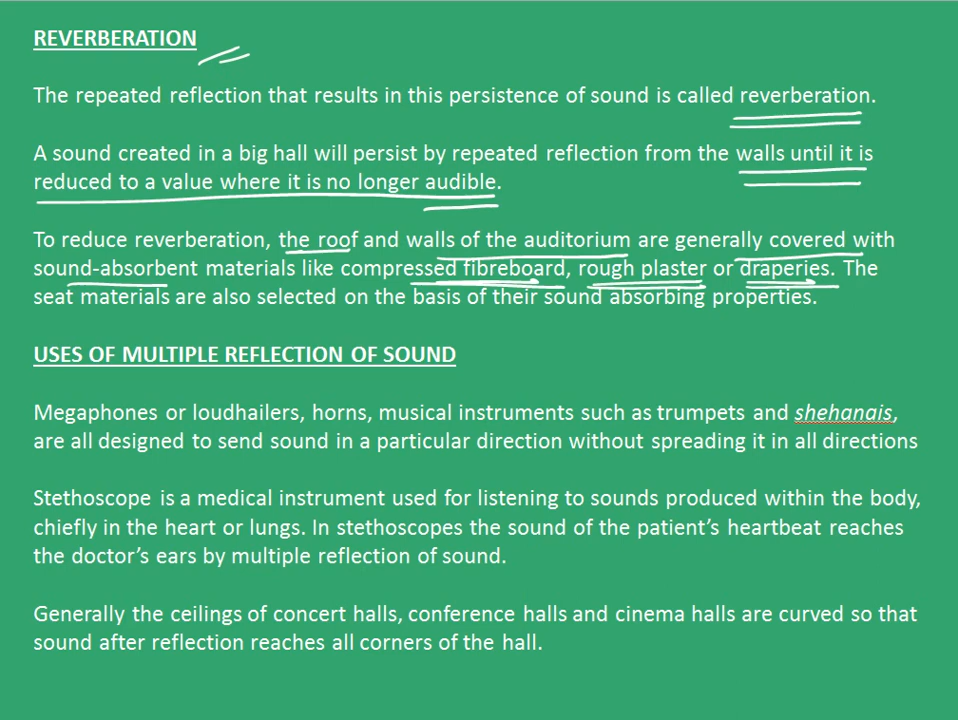 REVERBERATION
The repeated reflection that results in this persistence of sound is called reverberation.
A sound created in a big hall will persist by repeated reflection from the walls until it is
reduced to a value where it is no longer audible.
To reduce reverberation, the roof and walls of the auditorium are generally covered with
sound-absorbent materials like compressed fibreboard, rough plaster or draperies. The
seat materials are also selected on the basis of their sound absorbing properties.
USES OF MULTIPLE REFLECTION OF SOUND
Megaphones or loudhailers, horns, musical instruments such as trumpets and shehanais,
are all designed to send sound in a particular direction without spreading it in all directions
Stethoscope is a medical instrument used for listening to sounds produced within the body,
chiefly in the heart or lungs. In stethoscopes the sound of the patient’s heartbeat reaches
the doctor’s ears by multiple reflection of sound.
Generally the ceilings of concert halls, conference halls and cinema halls are curved so that
sound after reflection reaches all corners of the hall.